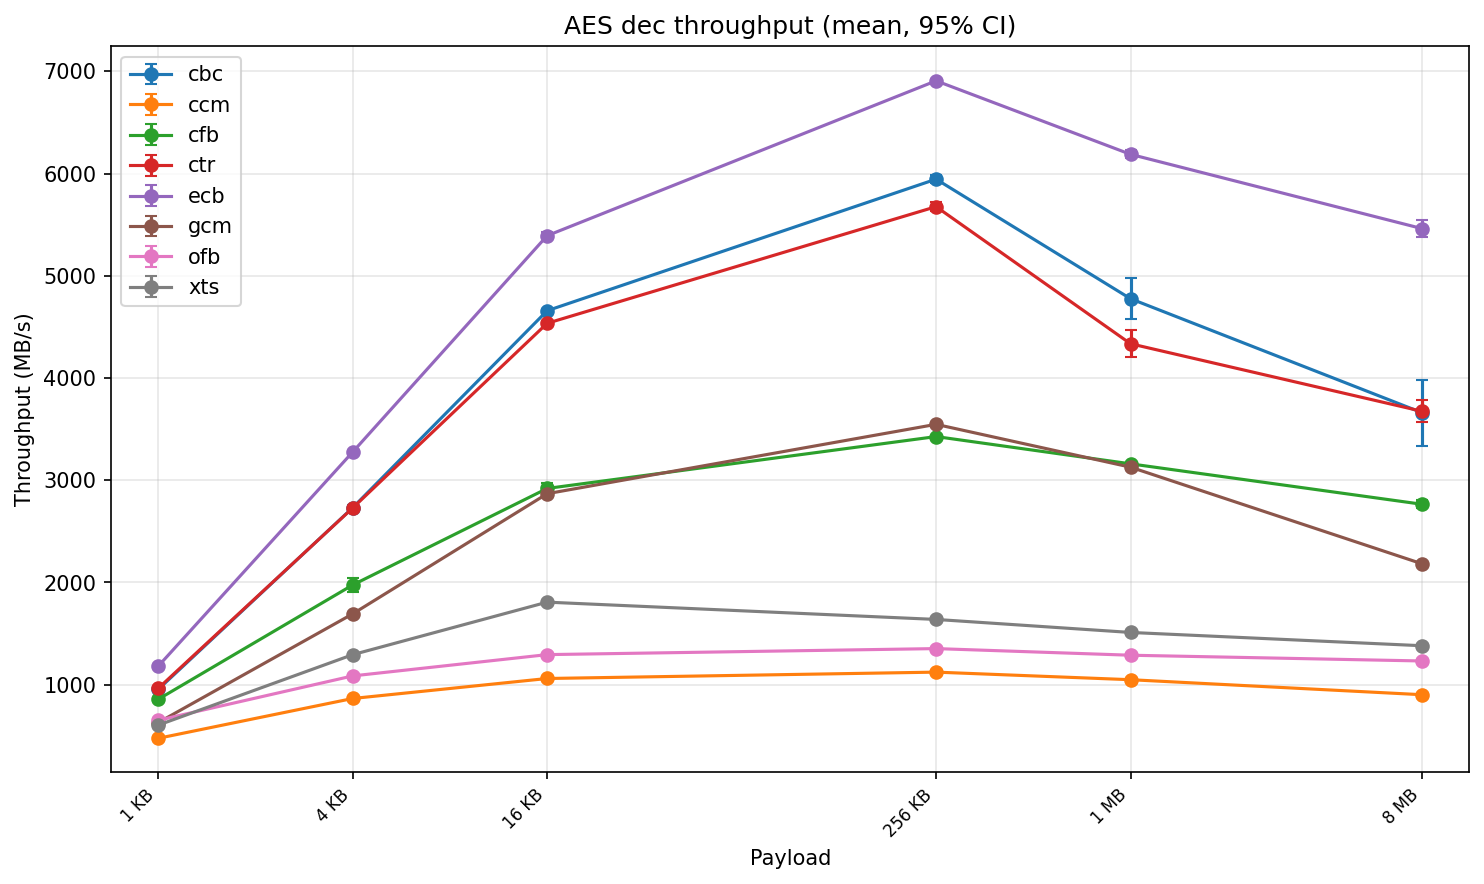 AES dec throughput (mean, 95% CI)
Throughput (MB/s)
7000
6000
5000
4000
3000
2000
1000
cbc
ccm
cfb
ctr
ecb
gcm
ofb
xts
1 KB
4 KB
16 KB
256 KB
1 MB
8 MB
Payload